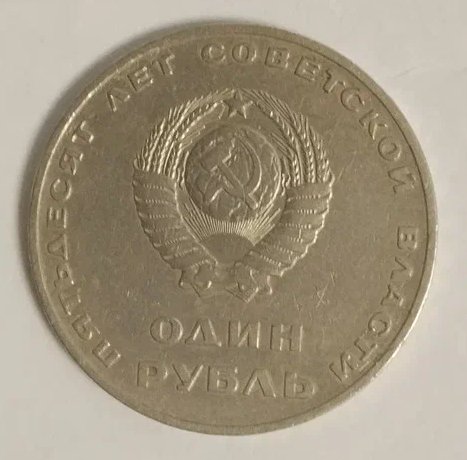 ПЯТЬДЕСЯТ ЛЕТ СОВЕТСКОЙ ВЛАСТИ
ОДИН
РУБЛЬ